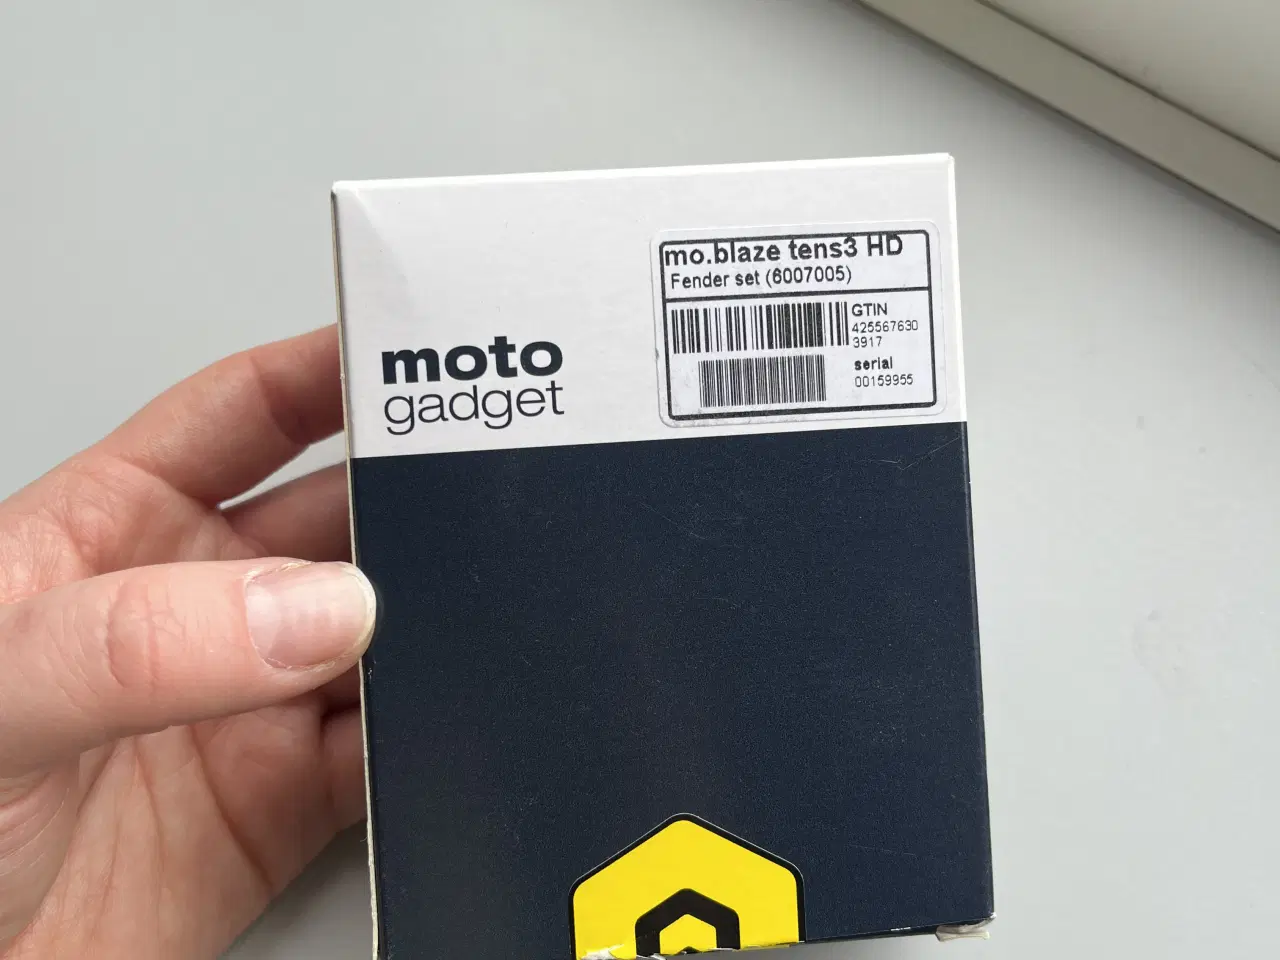 mo.blaze tens3 HD
Fender set (6007005)
GTIN
425567630
3917
serial
00159955
moto
gadget